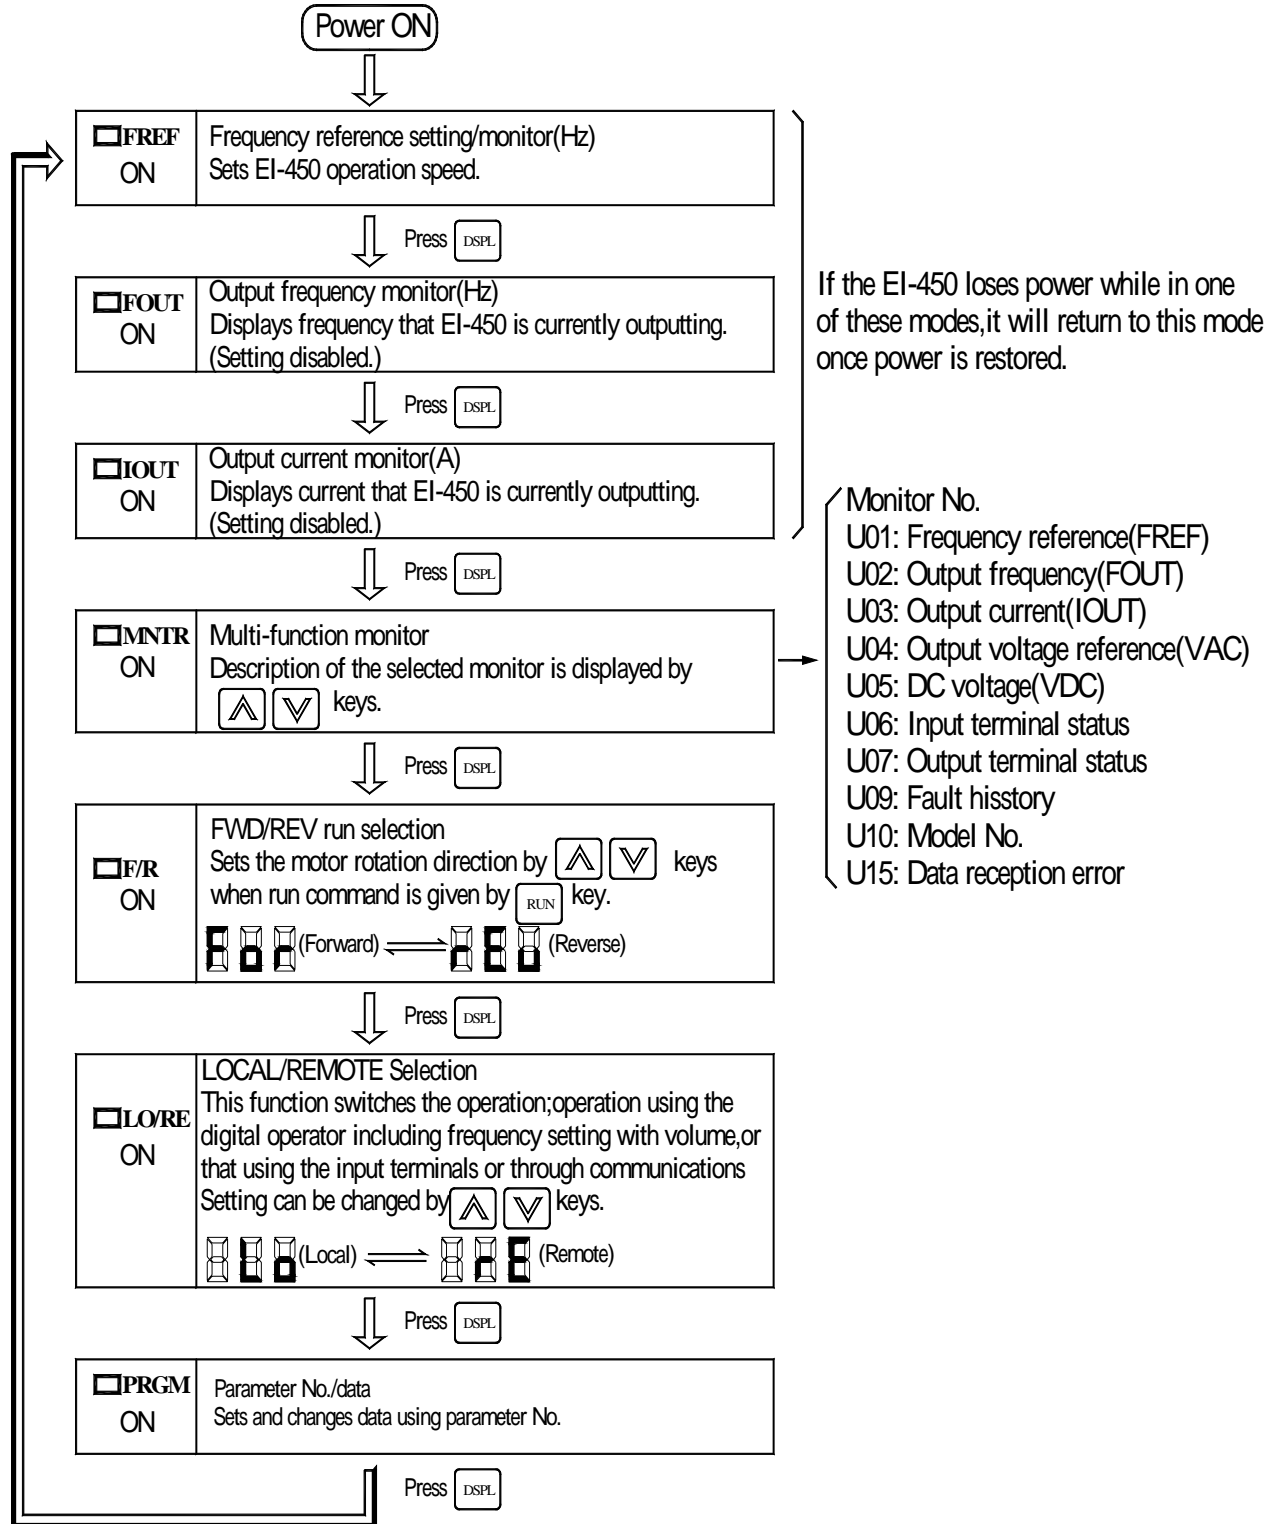 Power ON
FREF
ON
Frequency reference setting/monitor(Hz)
Sets EI-450 operation speed.
Press DSPL
FOUT
ON
Output frequency monitor(Hz)
Displays frequency that EI-450 is currently outputting.
(Setting disabled.)
Press DSPL
IOUT
ON
Output current monitor(A)
Displays current that EI-450 is currently outputting.
(Setting disabled.)
If the EI-450 loses power while in one
of these modes,it will return to this mode
once power is restored.
Press DSPL
MNTR
ON
Multi-function monitor
Description of the selected monitor is displayed by
keys.
Monitor No.
U01: Frequency reference(FREF)
U02: Output frequency(FOUT)
U03: Output current(IOUT)
U04: Output voltage reference(VAC)
U05: DC voltage(VDC)
U06: Input terminal status
U07: Output terminal status
U09: Fault hisstory
U10: Model No.
U15: Data reception error
Press DSPL
F/R
ON
FWD/REV run selection
Sets the motor rotation direction by keys
when run command is given by RUN key.
For (Forward) rEu (Reverse)
Press DSPL
LO/RE
ON
LOCAL/REMOTE Selection
This function switches the operation;operation using the
digital operator including frequency setting with volume,or
that using the input terminals or through communications
Setting can be changed by keys.
Lo (Local) rE (Remote)
Press DSPL
PRGM
ON
Parameter No./data
Sets and changes data using parameter No.
Press DSPL